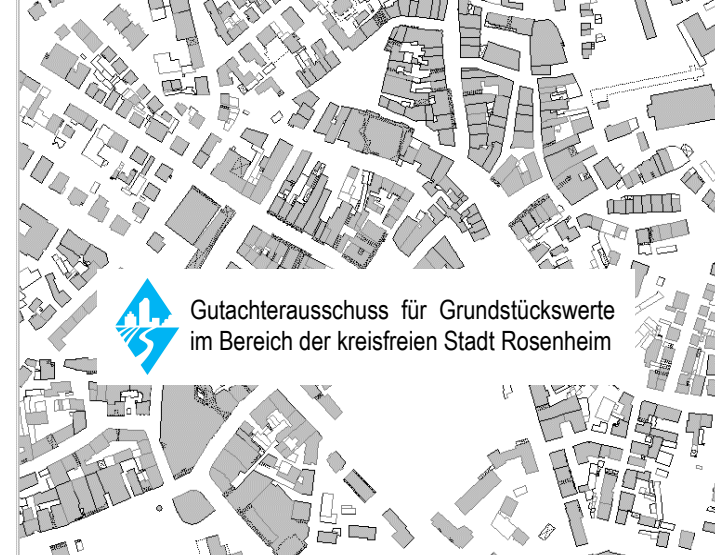 Gutachterausschuss für Grundstückswerte
im Bereich der kreisfreien Stadt Rosenheim